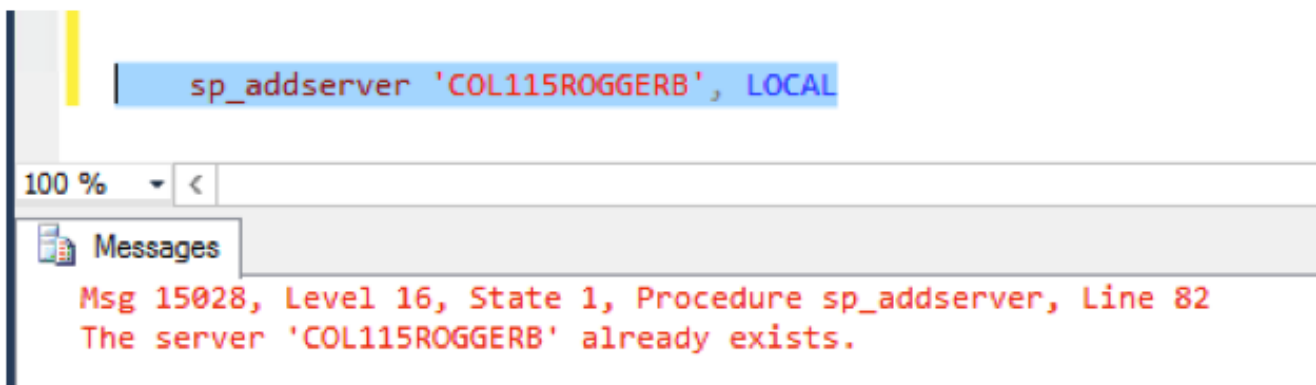 sp_addserver 'COL115ROGGERB', LOCAL
100 %
Messages
Msg 15028, Level 16, State 1, Procedure sp_addserver, Line 82
The server 'COL115ROGGERB' already exists.